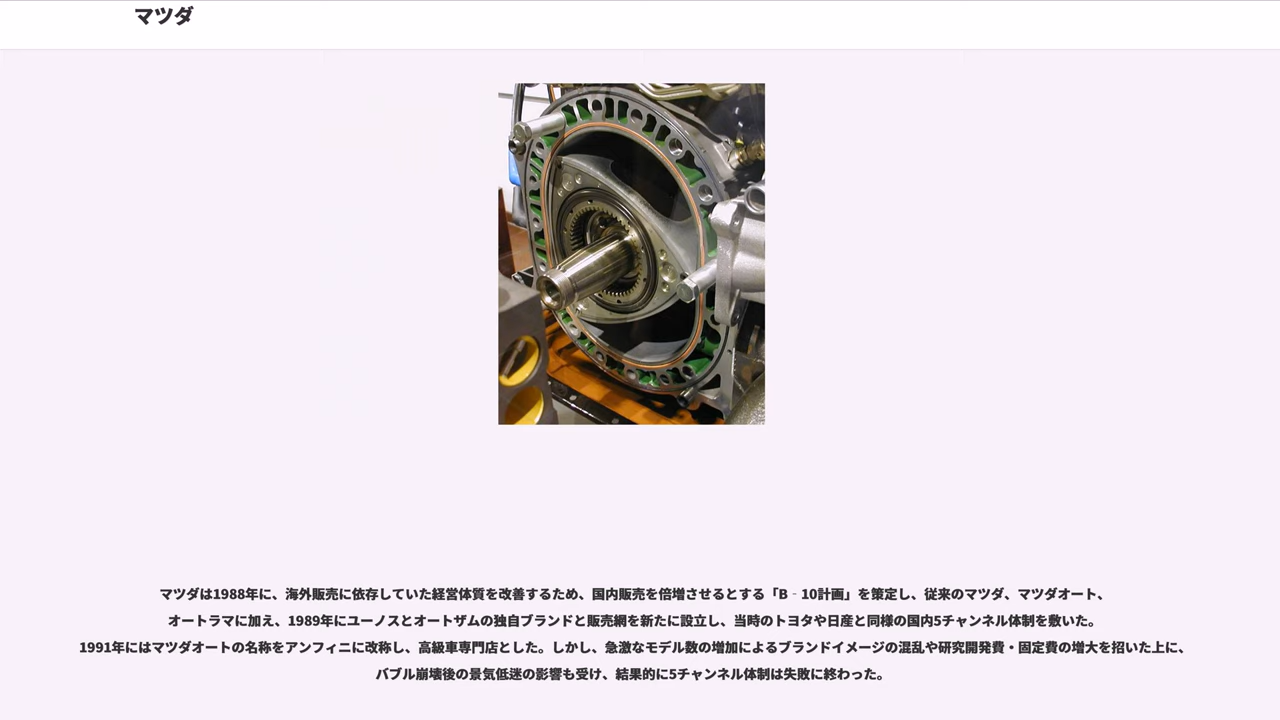 マツダ
マツダは1988年に、海外販売に依存していた経営体質を改善するため、国内販売を倍増させるとする「B‐10計画」を策定し、従来のマツダ、マツダオート、
オートラマに加え、1989年にユーノスとオートザムの独自ブランドと販売網を新たに設立し、当時のトヨタや日産と同様の国内5チャンネル体制を敷いた。
1991年にはマツダオートの名称をアンフィニに改称し、高級車専門店とした。しかし、急激なモデル数の増加によるブランドイメージの混乱や研究開発費・固定費の増大を招いた上に、
バブル崩壊後の景気低迷の影響も受け、結果的に5チャンネル体制は失敗に終わった。